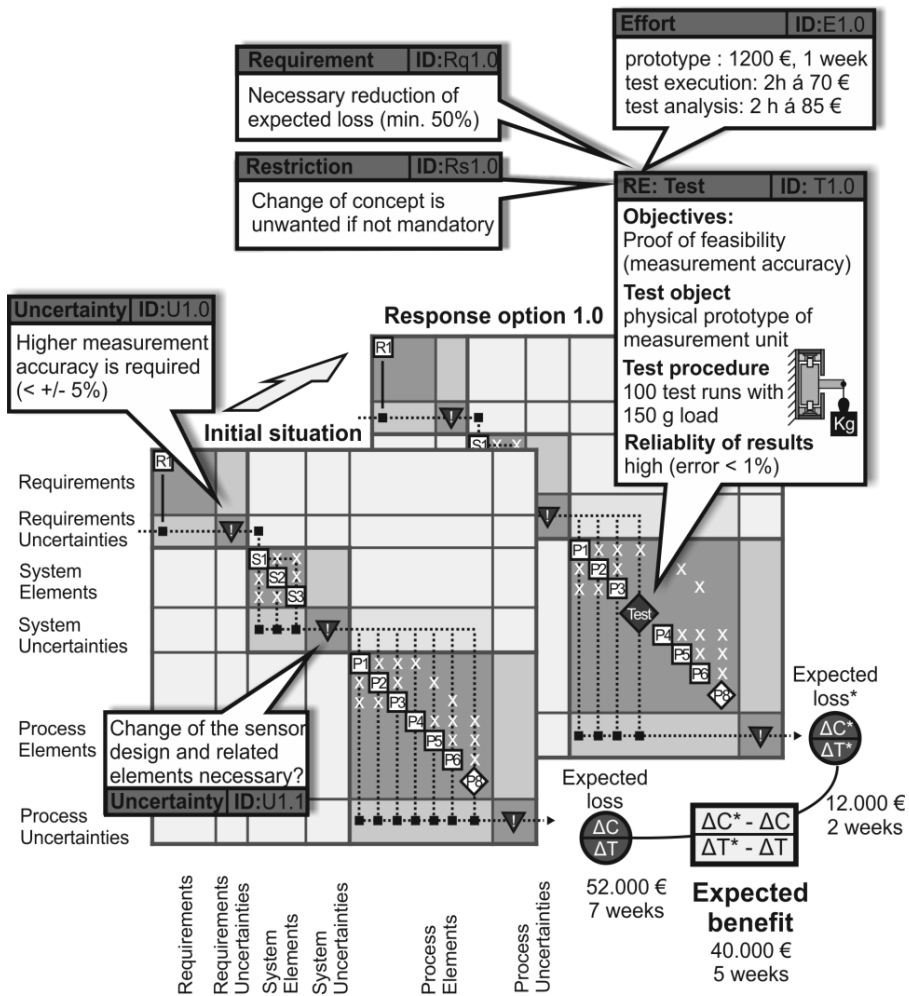 Effort ID:E1.0
prototype : 1200 €, 1 week
test execution: 2h á 70 €
test analysis: 2 h á 85 €
Requirement ID:Rq1.0
Necessary reduction of
expected loss (min. 50%)
Restriction ID:Rs1.0
Change of concept is
unwanted if not mandatory
RE: Test ID: T1.0
Objectives:
Proof of feasibility
(measurement accuracy)
Test object
physical prototype of
measurement unit
Test procedure
100 test runs with
150 g load
Kg
Reliablity of results
high (error < 1%)
Uncertainty ID:U1.0
Higher measurement
accuracy is required
(< +/- 5%)
Response option 1.0
R1
!
S1 x x
!
P1 x x x
x P2 x x
x x P3 x
Test
P4 x x x
P5 x x
P6 x
P8
!
Initial situation
R1
!
S1 x x
x S2 x
x x S3
!
P1 x x x
x P2 x
x x P3 x
P4 x x x
P5 x x
P6 x
P8
!
Requirements
Requirements
Uncertainties
System
Elements
System
Uncertainties
Process
Elements
Process
Uncertainties
Change of the sensor
design and related
elements necessary?
Uncertainty ID:U1.1
Requirements
Requirements
Uncertainties
System
Elements
System
Uncertainties
Process
Elements
Process
Uncertainties
Expected
loss*
ΔC*
ΔT*
12.000 €
2 weeks
Expected
loss
ΔC
ΔT
52.000 €
7 weeks
ΔC* - ΔC
ΔT* - ΔT
Expected
benefit
40.000 €
5 weeks